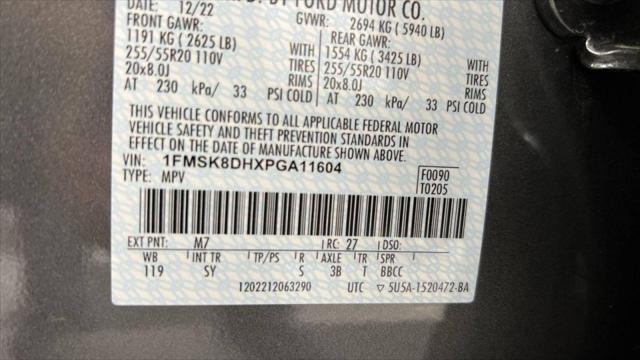 BY FORD MOTOR CO.
DATE: 12/22 GVWR: 2694 KG ( 5940 LB)
FRONT GAWR: REAR GAWR:
1191 KG ( 2625 LB) 1554 KG ( 3425 LB)
255/55R20 110V TIRES 255/55R20 110V TIRES
20x8.0J RIMS 20x8.0J RIMS
AT 230 kPa/ 33 PSI COLD AT 230 kPa/ 33 PSI COLD
THIS VEHICLE CONFORMS TO ALL APPLICABLE FEDERAL MOTOR
VEHICLE SAFETY AND THEFT PREVENTION STANDARDS IN
EFFECT ON THE DATE OF MANUFACTURE SHOWN ABOVE.
VIN: 1FMSK8DHXPGA11604
TYPE: MPV
F0090
T0205
EXT PNT: M7 RC: 27 DSO:
WB INT TR TP/PS R AXLE TR SPR
119 SY S 3B T BBCC
1202212063290 UTC ▽ 5U5A-1520472-BA